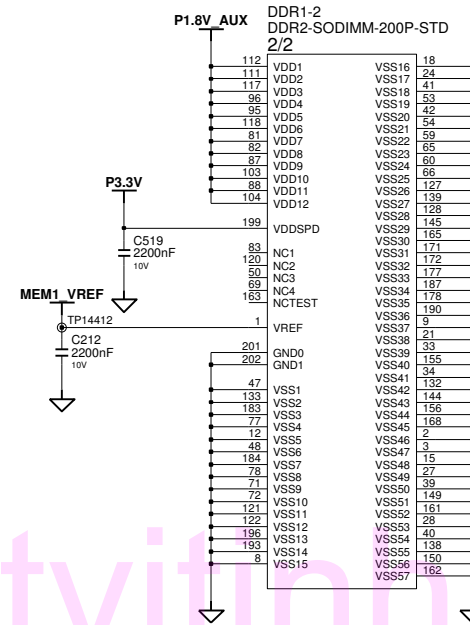 DDR1-2
DDR2-SODIMM-200P-STD
2/2
P1.8V_AUX
112 VDD1
111 VDD2
117 VDD3
96 VDD4
95 VDD5
118 VDD6
81 VDD7
82 VDD8
87 VDD9
103 VDD10
88 VDD11
104 VDD12
P3.3V
199 VDDSPD
C519
2200nF
10V
83 NC1
120 NC2
50 NC3
69 NC4
163 NCTEST
MEM1_VREF
TP14412
1 VREF
C212
2200nF
10V
201 GND0
202 GND1
47 VSS1
133 VSS2
183 VSS3
77 VSS4
12 VSS5
48 VSS6
184 VSS7
78 VSS8
71 VSS9
72 VSS10
121 VSS11
122 VSS12
196 VSS13
193 VSS14
8 VSS15
VSS16 18
VSS17 24
VSS18 41
VSS19 53
VSS20 42
VSS21 54
VSS22 59
VSS23 65
VSS24 60
VSS25 66
VSS26 127
VSS27 139
VSS28 128
VSS29 145
VSS30 165
VSS31 171
VSS32 172
VSS33 177
VSS34 187
VSS35 178
VSS36 190
VSS37 9
VSS38 21
VSS39 33
VSS40 155
VSS41 34
VSS42 132
VSS43 144
VSS44 156
VSS45 168
VSS46 2
VSS47 3
VSS48 15
VSS49 27
VSS50 39
VSS51 149
VSS52 161
VSS53 28
VSS54 40
VSS55 138
VSS56 150
VSS57 162
tvitinh